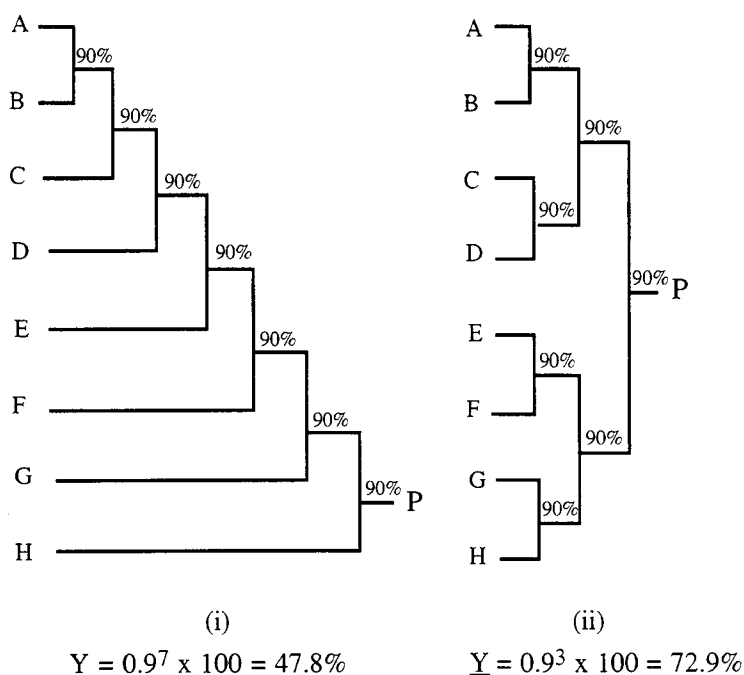 A
90%
B
90%
C
90%
D
90%
E
90%
F
90%
G
90% P
H
(i)
Y = 0.9⁷ x 100 = 47.8%
A
90%
B
90%
C
90%
D
90% P
E
90%
F
90%
G
90%
H
(ii)
Y = 0.9³ x 100 = 72.9%